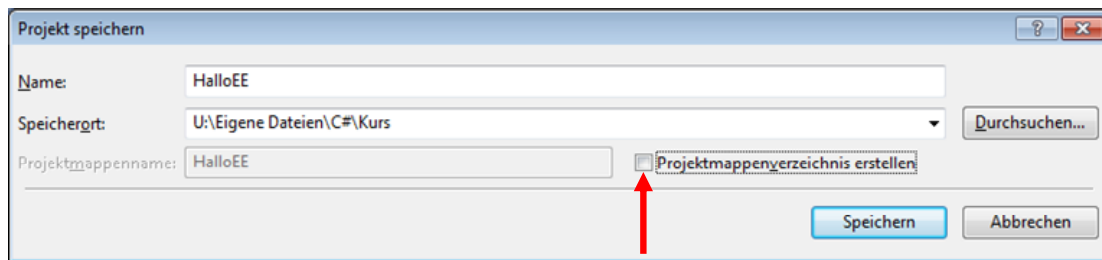 Projekt speichern
Name: HalloEE
Speicherort: U:\Eigene Dateien\C#\Kurs Durchsuchen...
Projektmappenname: HalloEE Projektmappenverzeichnis erstellen
Speichern Abbrechen